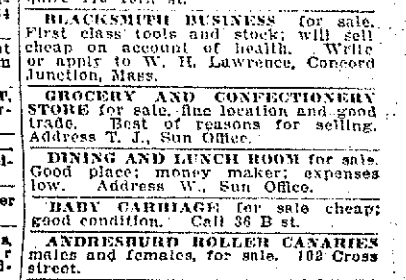 BLACKSMITH BUSINESS for sale.
First class tools and stock; will sell
cheap on account of health. Write
or apply to W. H. Lawrence, Concord
Junction, Mass.
GROCERY AND CONFECTIONERY
STORE for sale, fine location and good
trade. Best of reasons for selling.
Address T. J., Sun Office.
DINING AND LUNCH ROOM for sale.
Good place; money maker; expenses
low. Address W., Sun Office.
BABY CARRIAGE for sale cheap;
good condition. Call 36 B st.
ANDRESBURG ROLLER CANARIES
males and females, for sale. 102 Cross
street.